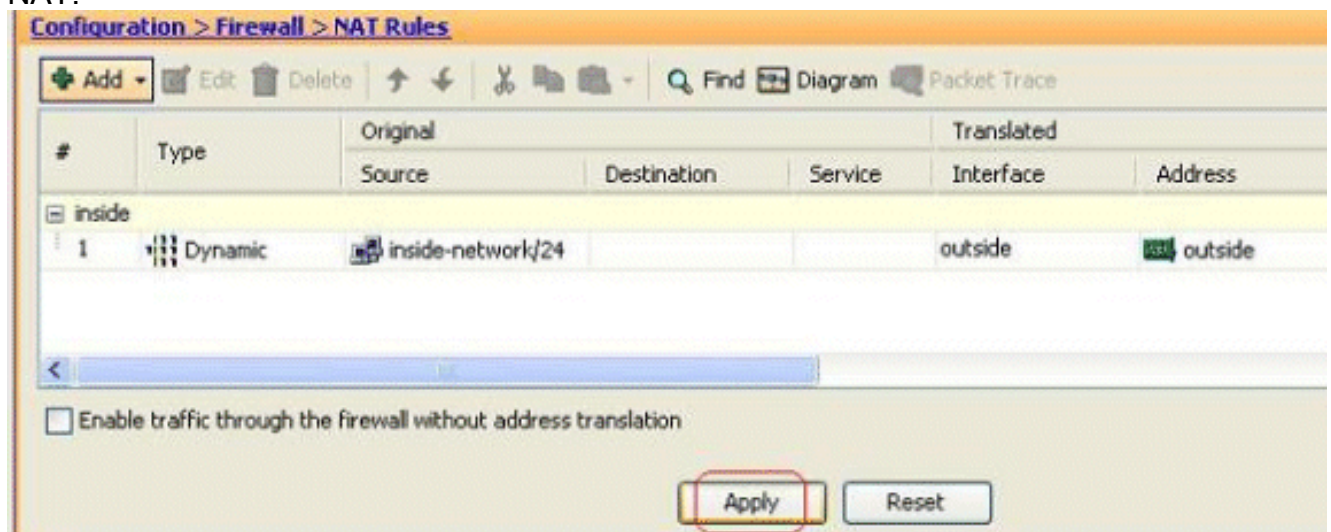 NAT.
Configuration > Firewall > NAT Rules
Add Edit Delete Find Diagram Packet Trace
# Type Original Translated
Source Destination Service Interface Address
inside
1 Dynamic inside-network/24 outside outside
Enable traffic through the firewall without address translation
Apply Reset